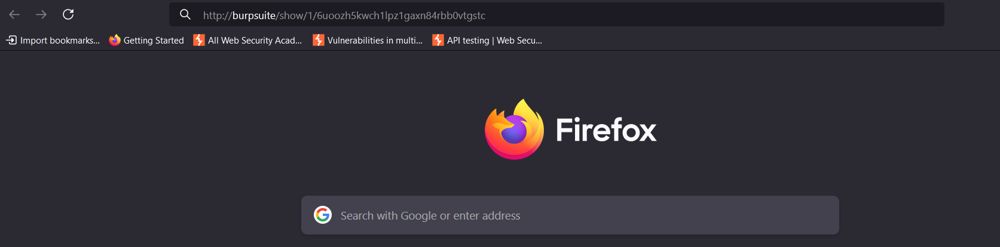 http://burpsuite/show/1/6uoozh5kwch1lpz1gaxn84rbb0vtgstc
Import bookmarks... Getting Started All Web Security Acad... Vulnerabilities in multi... API testing | Web Secu...
Firefox
Search with Google or enter address